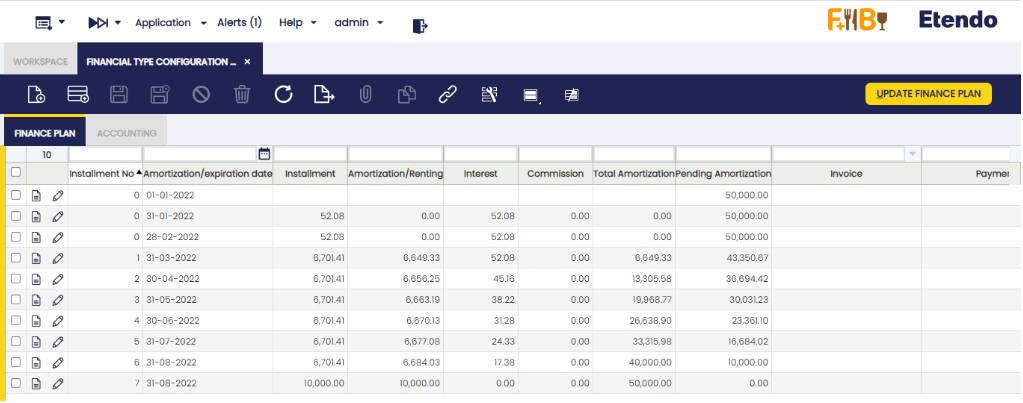 Application Alerts (1) Help admin F+HB Etendo
WORKSPACE FINANCIAL TYPE CONFIGURATION ... ×
UPDATE FINANCE PLAN
FINANCE PLAN ACCOUNTING
10
Installment No Amortization/expiration date Installment Amortization/Renting Interest Commission Total Amortization Pending Amortization Invoice Paymer
0 01-01-2022 50,000.00
0 31-01-2022 52.08 0.00 52.08 0.00 0.00 50,000.00
0 28-02-2022 52.08 0.00 52.08 0.00 0.00 50,000.00
1 31-03-2022 6,701.41 6,649.33 52.08 0.00 6,649.33 43,350.67
2 30-04-2022 6,701.41 6,656.25 45.16 0.00 13,305.58 36,694.42
3 31-05-2022 6,701.41 6,663.19 38.22 0.00 19,968.77 30,031.23
4 30-06-2022 6,701.41 6,670.13 31.28 0.00 26,638.90 23,361.10
5 31-07-2022 6,701.41 6,677.08 24.33 0.00 33,315.98 16,684.02
6 31-08-2022 6,701.41 6,684.03 17.38 0.00 40,000.00 10,000.00
7 31-08-2022 10,000.00 10,000.00 0.00 0.00 50,000.00 0.00